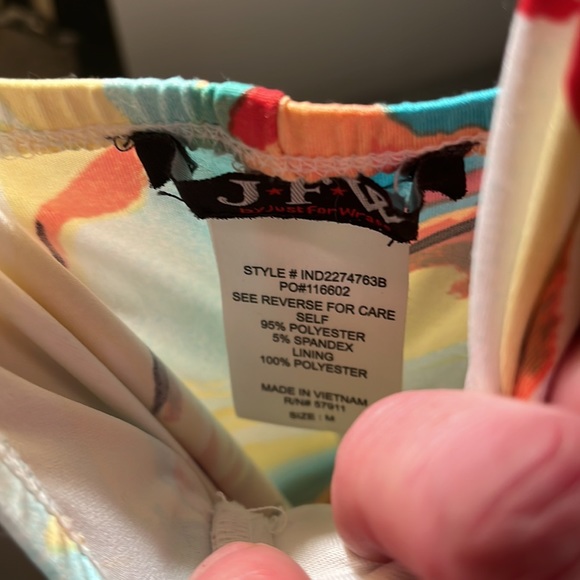 J★F★W
by Just For Wraps
STYLE # IND2274763B
PO#116602
SEE REVERSE FOR CARE
SELF
95% POLYESTER
5% SPANDEX
LINING
100% POLYESTER
MADE IN VIETNAM
R/N# 57911
SIZE : M